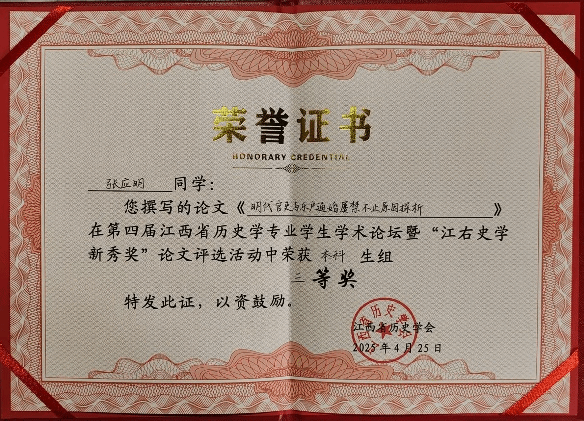 荣誉证书
HONORARY CREDENTIAL
张应明 同学:
您撰写的论文《明代官吏与乐户通婚屡禁不止原因探析》
在第四届江西省历史学专业学生学术论坛暨“江右史学
新秀奖”论文评选活动中荣获 本科 生组
三等奖
特发此证，以资鼓励。
江西省历史学会
2025年4月25日